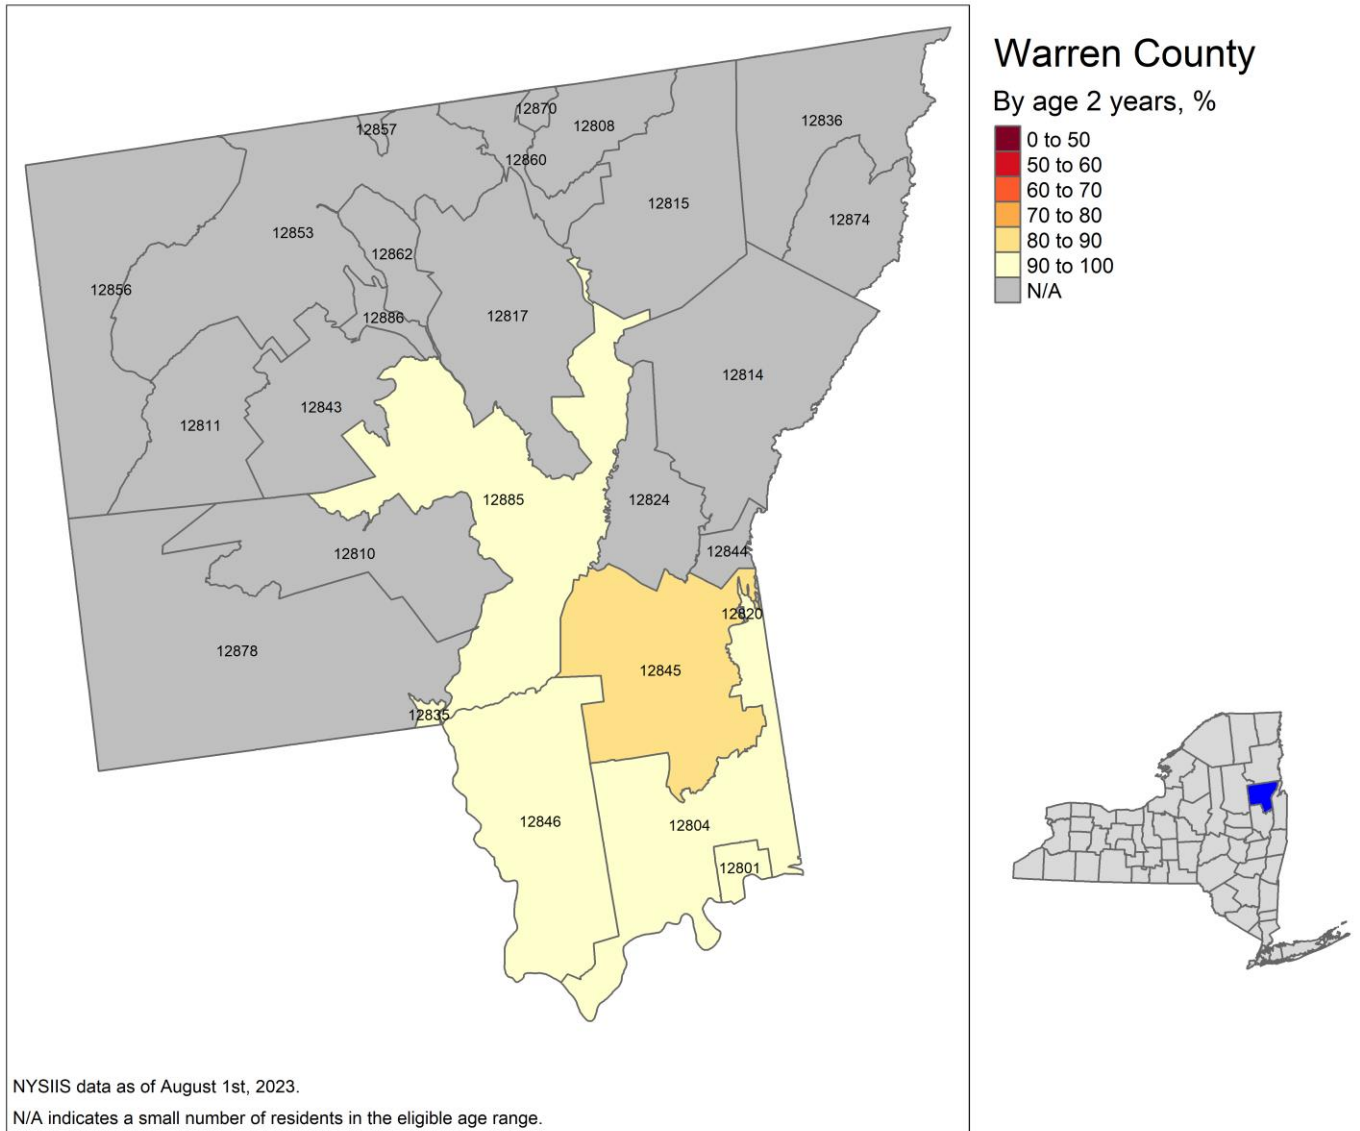 Warren County
By age 2 years, %
0 to 50
50 to 60
60 to 70
70 to 80
80 to 90
90 to 100
N/A
12870
12808
12857
12836
12860
12815
12874
12853
12862
12856
12886
12817
12814
12843
12811
12885
12824
12810
12844
12820
12878
12845
12835
12846
12804
12801
NYSIIS data as of August 1st, 2023.
N/A indicates a small number of residents in the eligible age range.